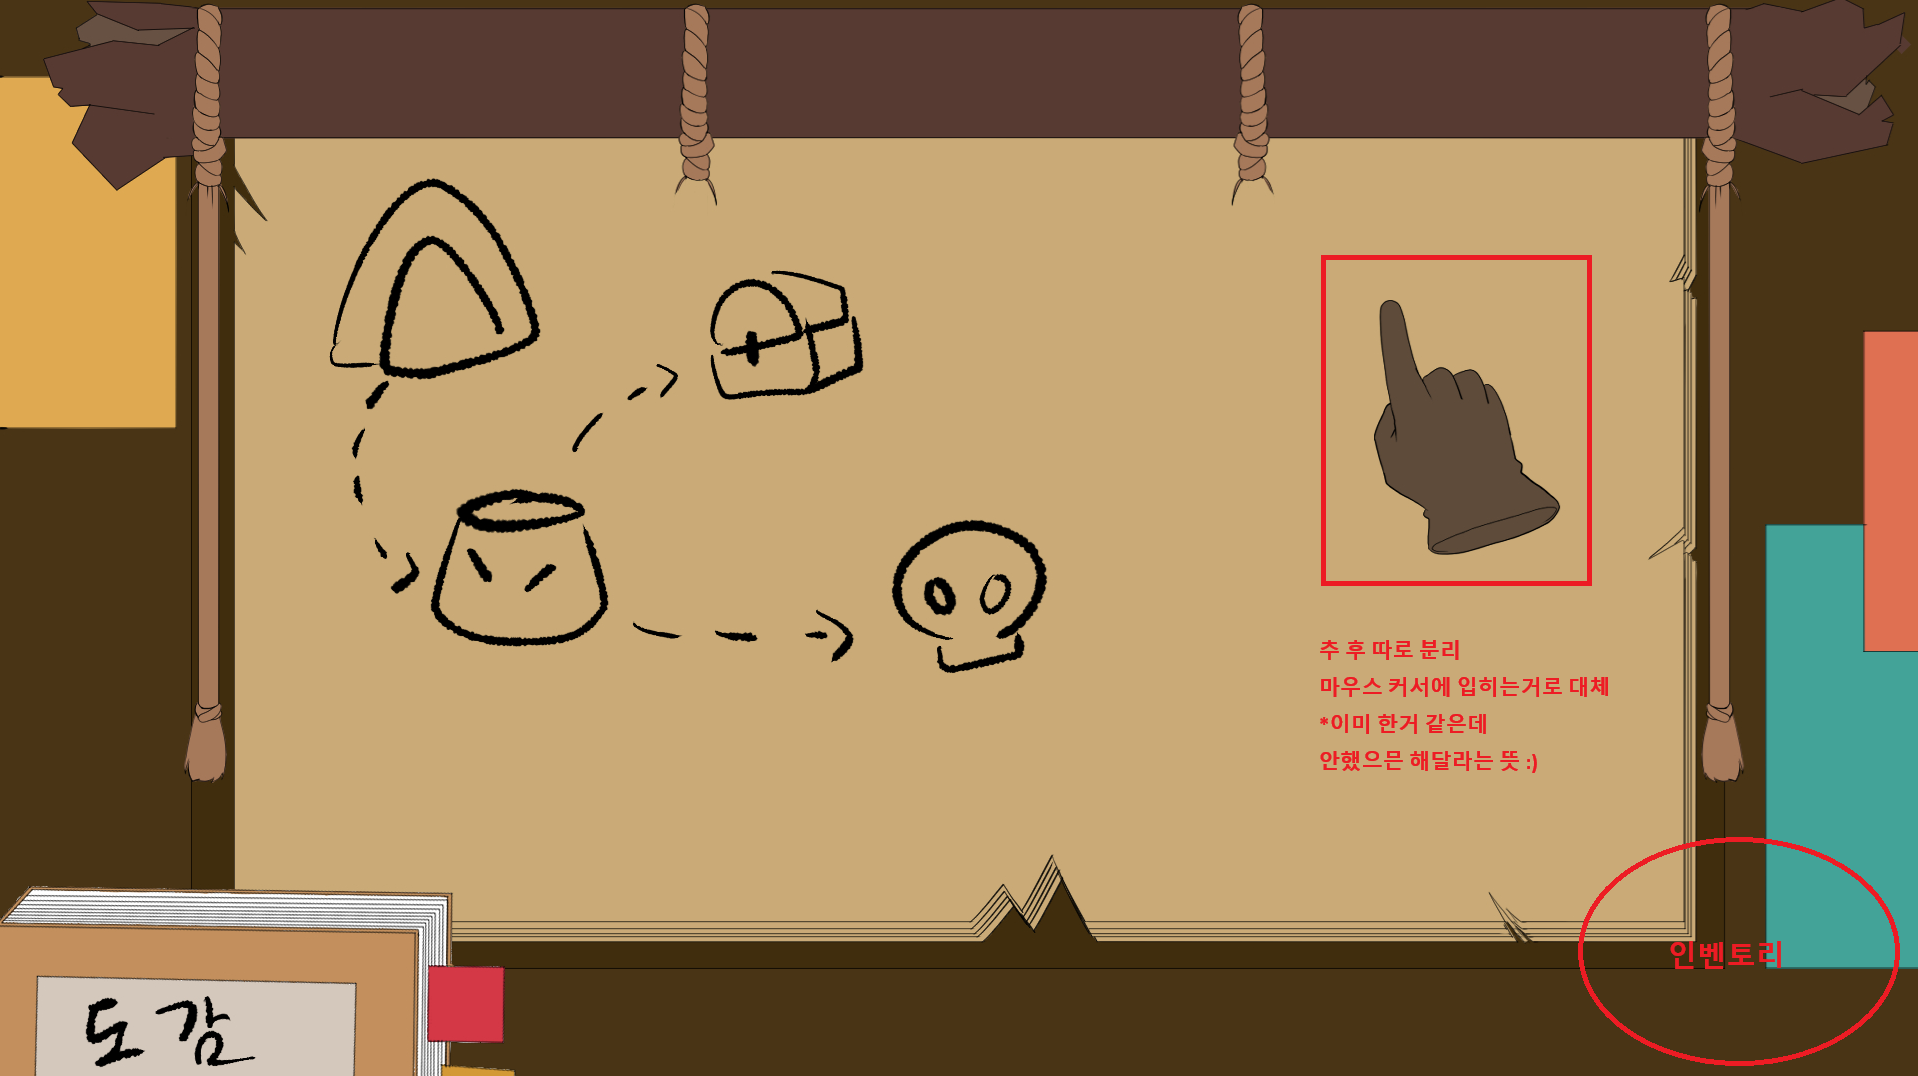 추 후 따로 분리
마우스 커서에 입히는거로 대체
*이미 한거 같은데
안했으믄 해달라는 뜻 :)
인벤토리
도감